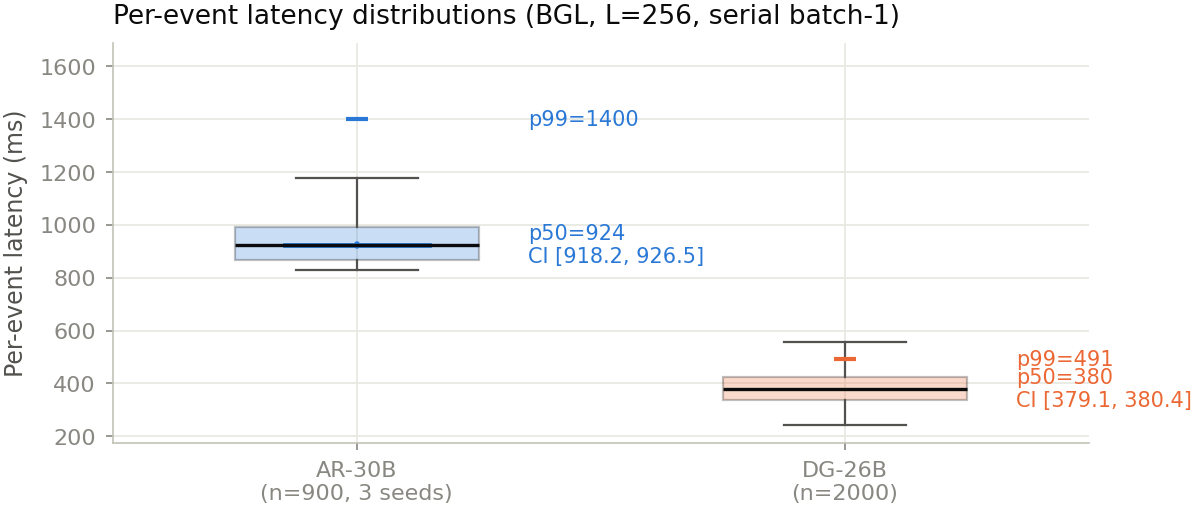 Per-event latency distributions (BGL, L=256, serial batch-1)
Per-event latency (ms)
1600
1400
1200
1000
800
600
400
200
p99=1400
p50=924
CI [918.2, 926.5]
p99=491
p50=380
CI [379.1, 380.4]
AR-30B
(n=900, 3 seeds)
DG-26B
(n=2000)